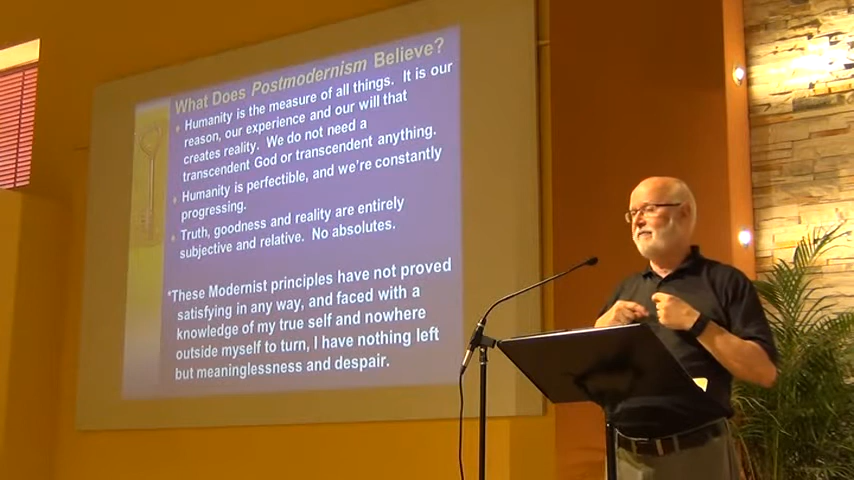 What Does Postmodernism Believe?
Humanity is the measure of all things. It is our
reason, our experience and our will that
creates reality. We do not need a
transcendent God or transcendent anything.
Humanity is perfectible, and we're constantly
progressing.
Truth, goodness and reality are entirely
subjective and relative. No absolutes.
*These Modernist principles have not proved
satisfying in any way, and faced with a
knowledge of my true self and nowhere
outside myself to turn, I have nothing left
but meaninglessness and despair.